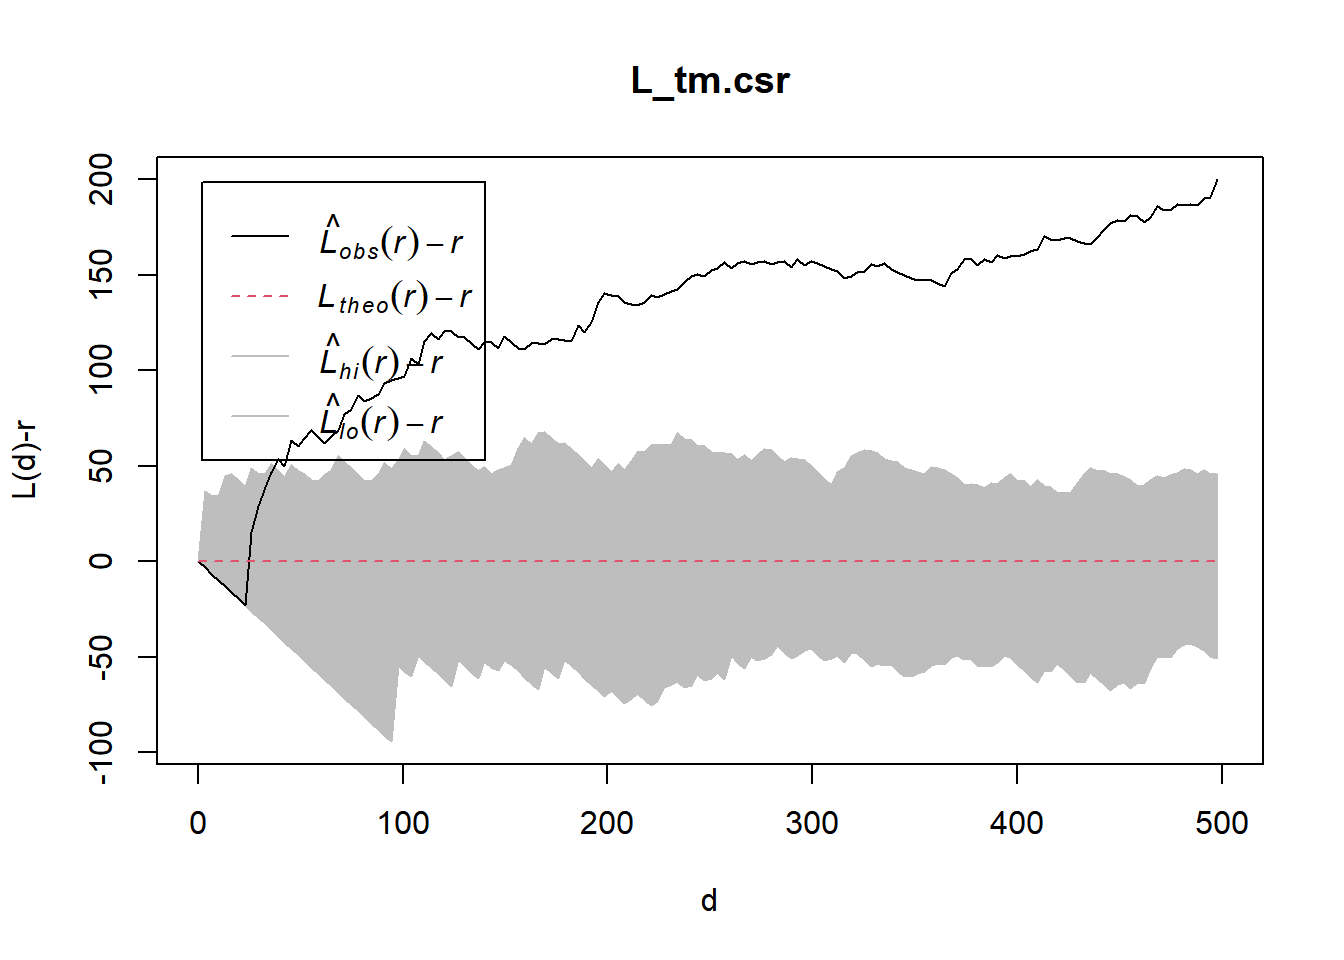 L_tm.csr
L(d)-r
200
150
100
50
0
-50
-100
L̂obs(r) − r
Ltheo(r) − r
L̂hi(r) − r
L̂lo(r) − r
0 100 200 300 400 500
d